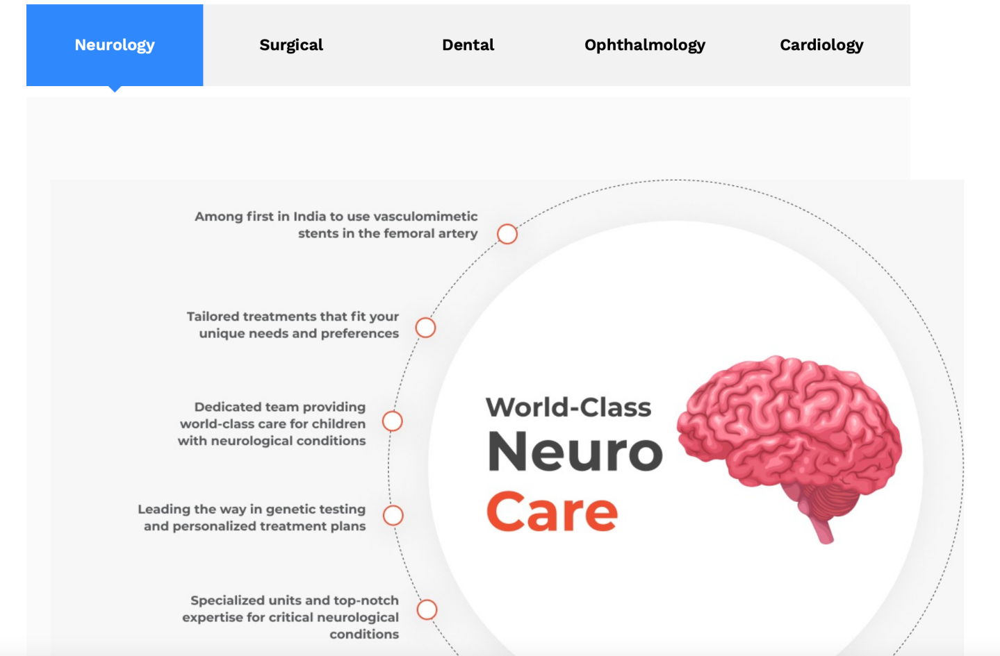 Neurology
Surgical
Dental
Ophthalmology
Cardiology
Among first in India to use vasculomimetic
stents in the femoral artery
Tailored treatments that fit your
unique needs and preferences
Dedicated team providing
world-class care for children
with neurological conditions
Leading the way in genetic testing
and personalized treatment plans
Specialized units and top-notch
expertise for critical neurological
conditions
World-Class
Neuro
Care